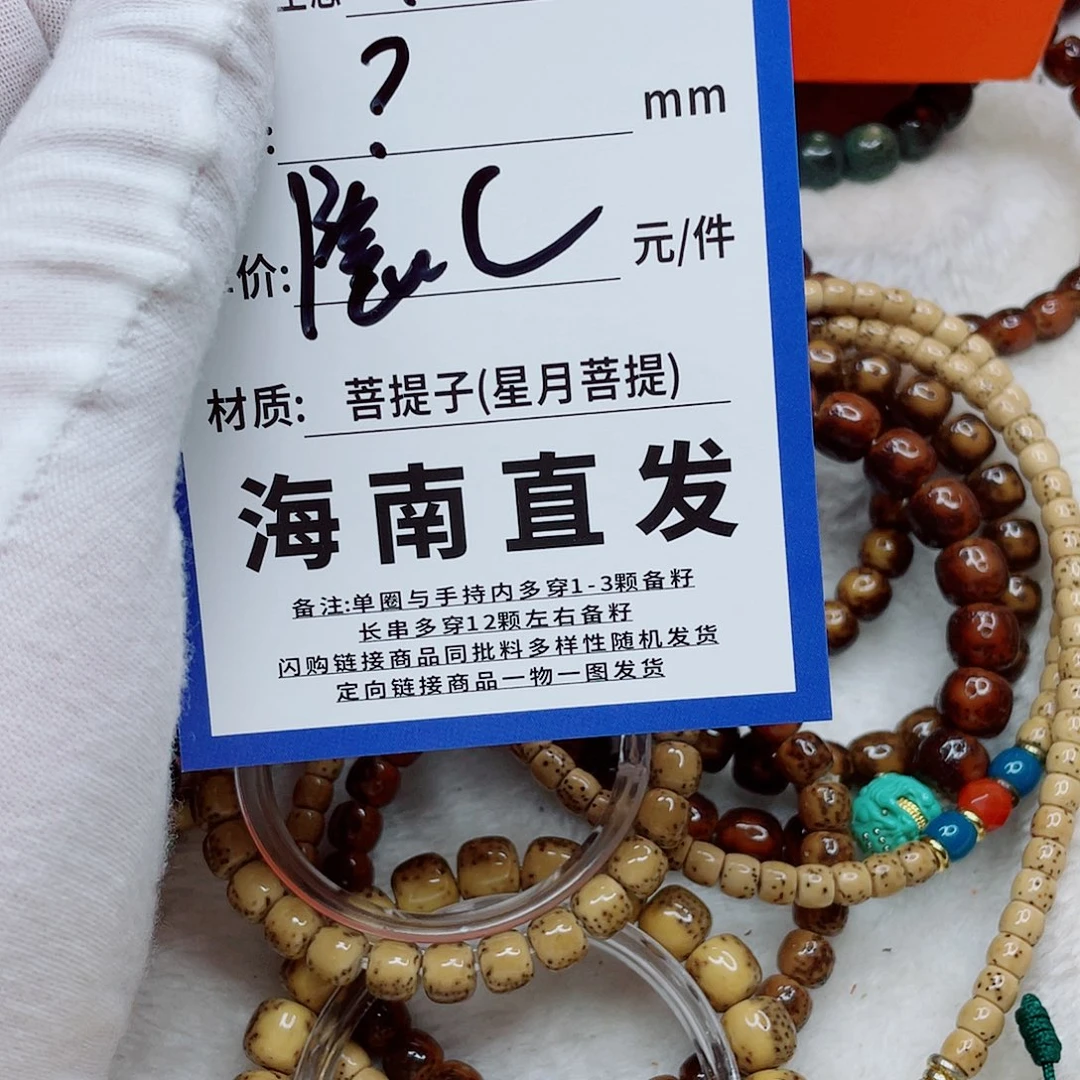 ? mm
价: 隐 元/件
材质: 菩提子(星月菩提)
海南直发
备注:单圈与手持内多穿1-3颗备籽
长串多穿12颗左右备籽
闪购链接商品同批料多样性随机发货
定向链接商品一物一图发货